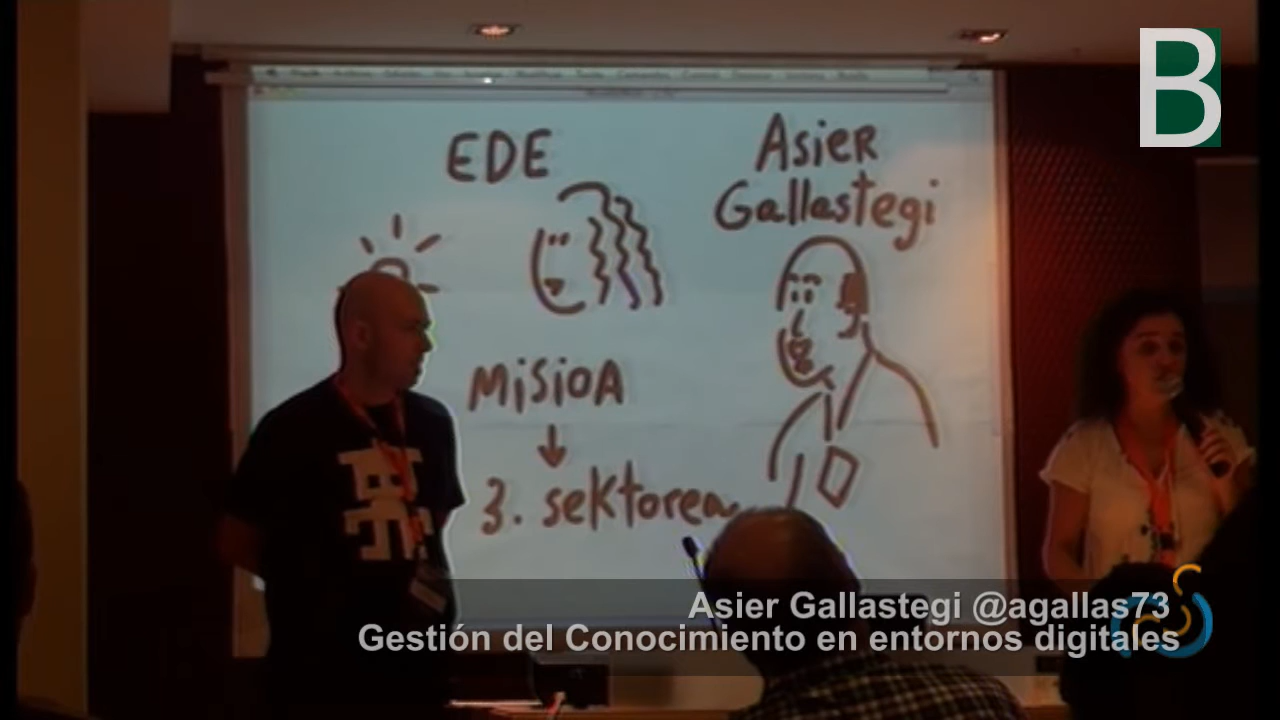 B
EDE
Asier
Gallastegi
MiSiOA
3. sektorea
Asier Gallastegi @agallas73
Gestión del Conocimiento en entornos digitales